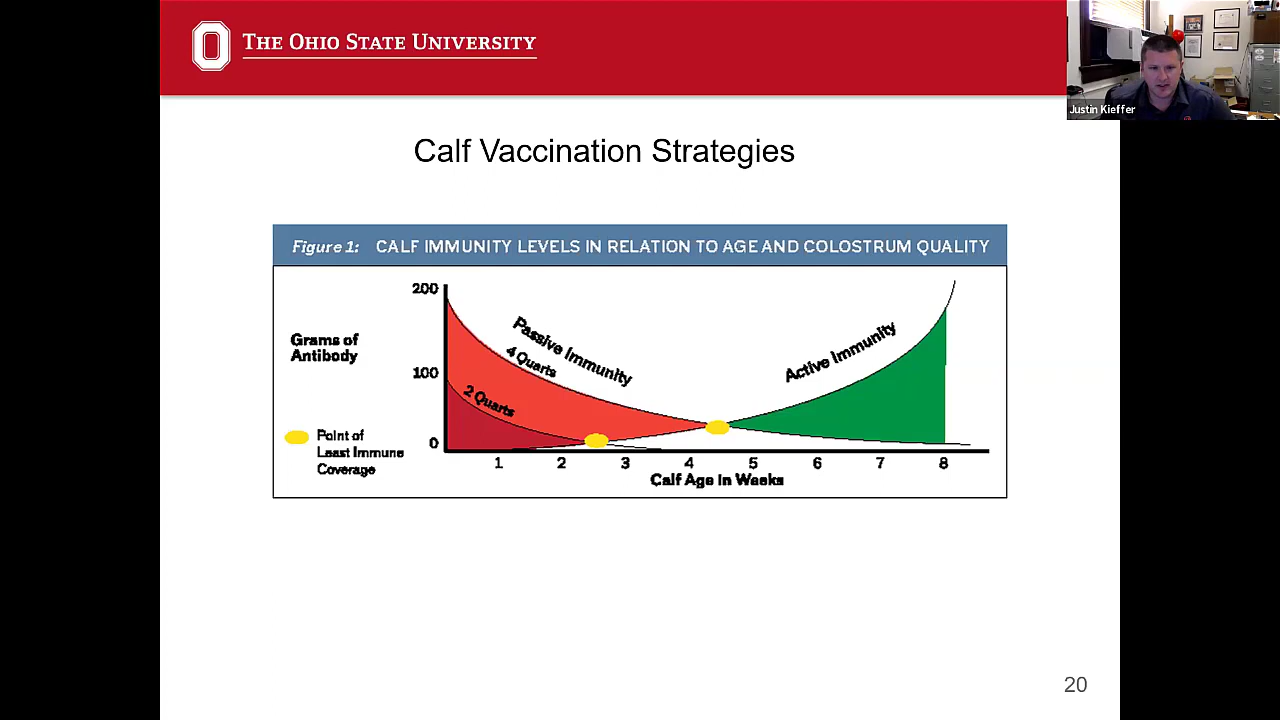 THE OHIO STATE UNIVERSITY
Justin Kieffer
Calf Vaccination Strategies
Figure 1: CALF IMMUNITY LEVELS IN RELATION TO AGE AND COLOSTRUM QUALITY
200
Grams of
Antibody
100
0
Passive Immunity
4 Quarts
2 Quarts
Active Immunity
Point of
Least Immune
Coverage
1 2 3 4 5 6 7 8
Calf Age in Weeks
20